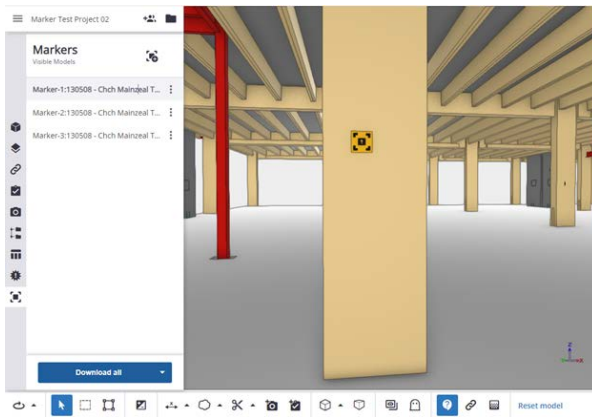 Marker Test Project 02
Markers
Visible Models
Marker-1:130508 - Chch Mainzeal T...
Marker-2:130508 - Chch Mainzeal T...
Marker-3:130508 - Chch Mainzeal T...
Download all
Reset model